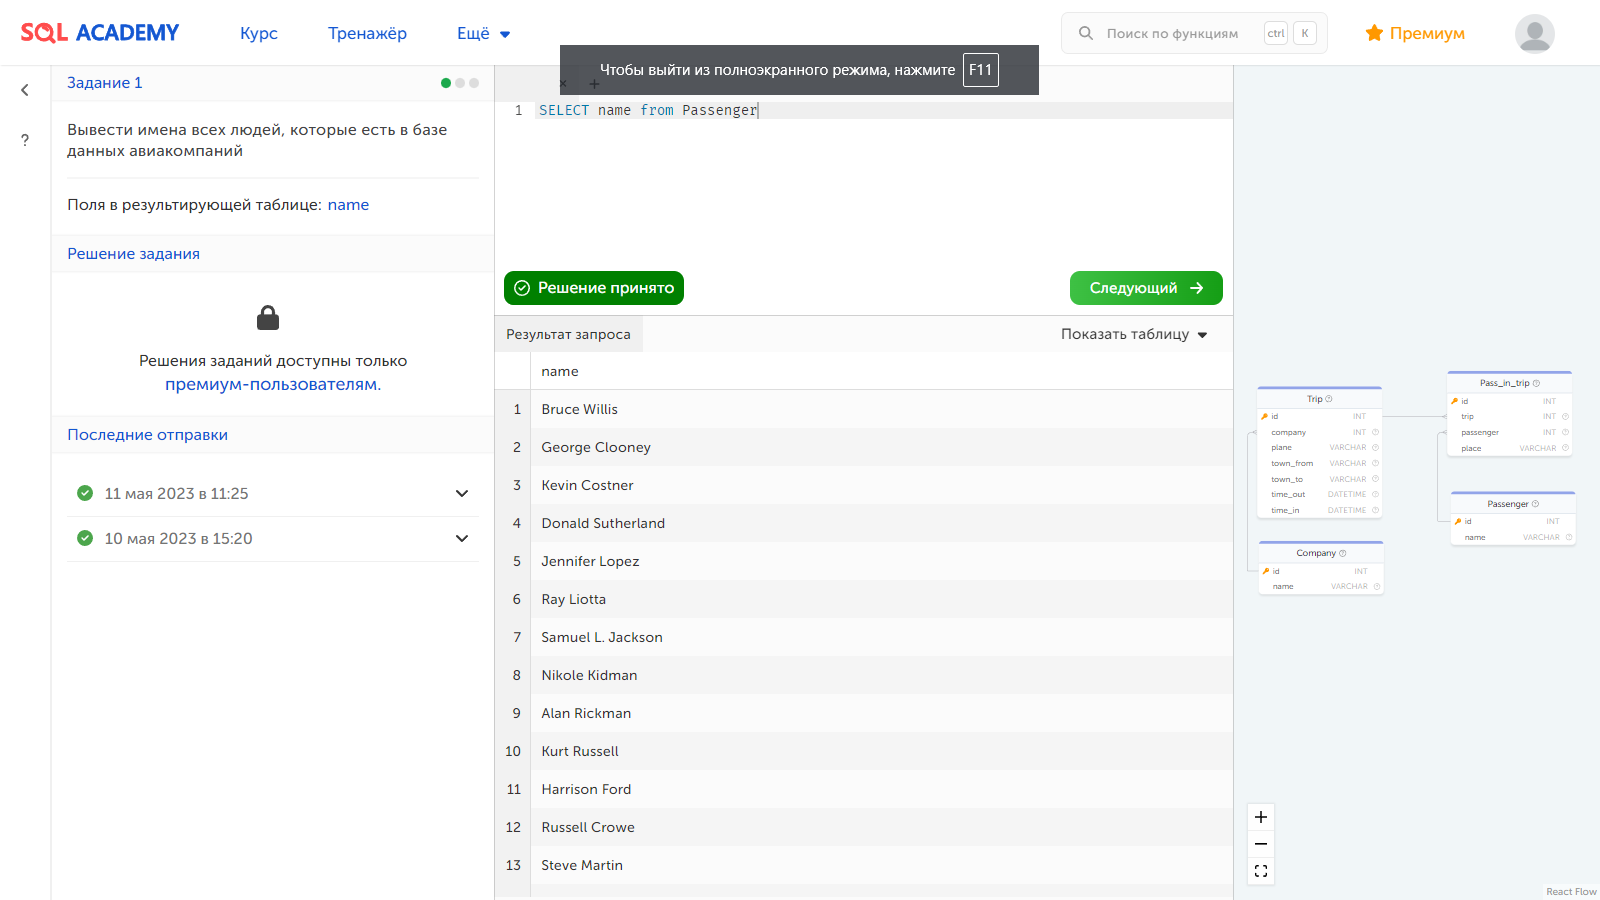 SQL ACADEMY
Курс
Тренажёр
Ещё
Поиск по функциям
ctrl
K
Премиум
Чтобы выйти из полноэкранного режима, нажмите F11
Задание 1
Вывести имена всех людей, которые есть в базе
данных авиакомпаний
Поля в результирующей таблице: name
Решение задания
Решения заданий доступны только
премиум-пользователям.
Последние отправки
11 мая 2023 в 11:25
10 мая 2023 в 15:20
?
1 SELECT name from Passenger
Решение принято
Следующий
Результат запроса
Показать таблицу
name
1 Bruce Willis
2 George Clooney
3 Kevin Costner
4 Donald Sutherland
5 Jennifer Lopez
6 Ray Liotta
7 Samuel L. Jackson
8 Nikole Kidman
9 Alan Rickman
10 Kurt Russell
11 Harrison Ford
12 Russell Crowe
13 Steve Martin
Trip
id INT
company INT
plane VARCHAR
town_from VARCHAR
town_to VARCHAR
time_out DATETIME
time_in DATETIME
Company
id INT
name VARCHAR
Pass_in_trip
id INT
trip INT
passenger INT
place VARCHAR
Passenger
id INT
name VARCHAR
React Flow